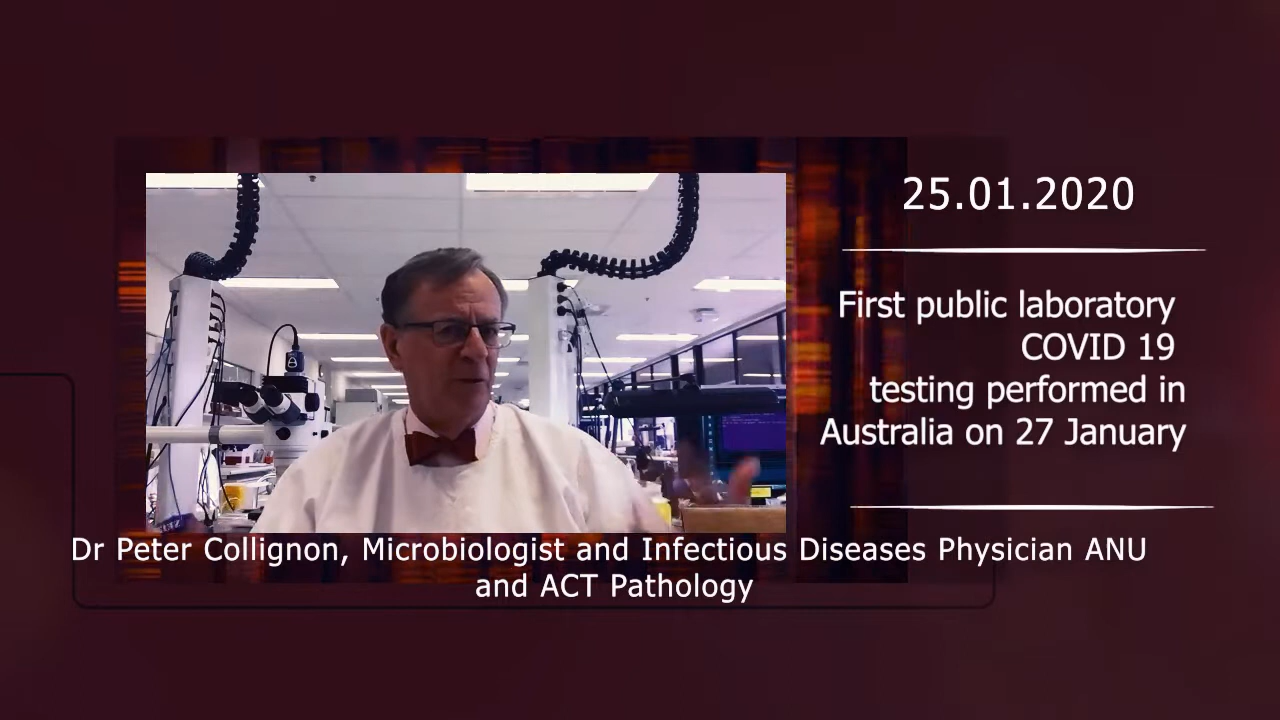 25.01.2020
First public laboratory
COVID 19
testing performed in
Australia on 27 January
Dr Peter Collignon, Microbiologist and Infectious Diseases Physician ANU
and ACT Pathology